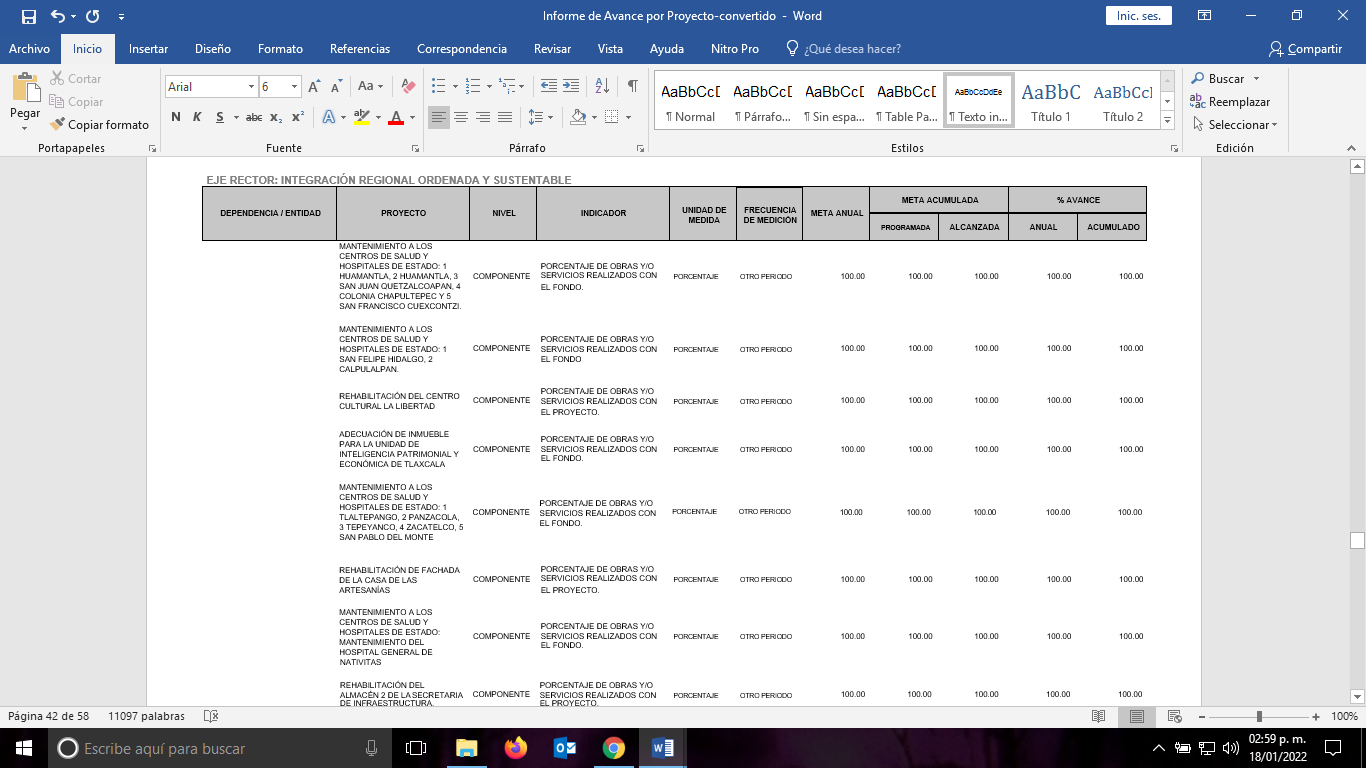 Informe de Avance por Proyecto-convertido - Word
Inic. ses.
Archivo Inicio Insertar Diseño Formato Referencias Correspondencia Revisar Vista Ayuda Nitro Pro ¿Qué desea hacer? Compartir
Pegar
Cortar
Copiar
Copiar formato
Portapapeles
Arial 6
N K S abc x₂ x²
Fuente
Párrafo
AaBbCcI AaBbCcI AaBbCcI AaBbCcI AaBbCcDdEe AaBbC AaBbCcI
¶ Normal ¶ Párrafo... ¶ Sin espa... ¶ Table Pa... ¶ Texto in... Título 1 Título 2
Estilos
Buscar
Reemplazar
Seleccionar
Edición
EJE RECTOR: INTEGRACIÓN REGIONAL ORDENADA Y SUSTENTABLE
DEPENDENCIA / ENTIDAD
PROYECTO
NIVEL
INDICADOR
UNIDAD DE
MEDIDA
FRECUENCIA
DE MEDICIÓN
META ANUAL
META ACUMULADA
PROGRAMADA ALCANZADA
% AVANCE
ANUAL ACUMULADO
MANTENIMIENTO A LOS
CENTROS DE SALUD Y
HOSPITALES DE ESTADO: 1
HUAMANTLA, 2 HUAMANTLA, 3
SAN JUAN QUETZALCOAPAN, 4
COLONIA CHAPULTEPEC Y 5
SAN FRANCISCO CUEXCONTZI.
COMPONENTE
PORCENTAJE DE OBRAS Y/O
SERVICIOS REALIZADOS CON
EL FONDO.
PORCENTAJE OTRO PERIODO 100.00 100.00 100.00 100.00 100.00
MANTENIMIENTO A LOS
CENTROS DE SALUD Y
HOSPITALES DE ESTADO: 1
SAN FELIPE HIDALGO, 2
CALPULALPAN.
COMPONENTE
PORCENTAJE DE OBRAS Y/O
SERVICIOS REALIZADOS CON
EL FONDO
PORCENTAJE OTRO PERIODO 100.00 100.00 100.00 100.00 100.00
REHABILITACIÓN DEL CENTRO
CULTURAL LA LIBERTAD
COMPONENTE
PORCENTAJE DE OBRAS Y/O
SERVICIOS REALIZADOS CON
EL PROYECTO.
PORCENTAJE OTRO PERIODO 100.00 100.00 100.00 100.00 100.00
ADECUACIÓN DE INMUEBLE
PARA LA UNIDAD DE
INTELIGENCIA PATRIMONIAL Y
ECONÓMICA DE TLAXCALA
COMPONENTE
PORCENTAJE DE OBRAS Y/O
SERVICIOS REALIZADOS CON
EL FONDO.
PORCENTAJE OTRO PERIODO 100.00 100.00 100.00 100.00 100.00
MANTENIMIENTO A LOS
CENTROS DE SALUD Y
HOSPITALES DE ESTADO: 1
TLALTEPANGO, 2 PANZACOLA,
3 TEPEYANCO, 4 ZACATELCO, 5
SAN PABLO DEL MONTE
COMPONENTE
PORCENTAJE DE OBRAS Y/O
SERVICIOS REALIZADOS CON
EL FONDO.
PORCENTAJE OTRO PERIODO 100.00 100.00 100.00 100.00 100.00
REHABILITACIÓN DE FACHADA
DE LA CASA DE LAS
ARTESANÍAS
COMPONENTE
PORCENTAJE DE OBRAS Y/O
SERVICIOS REALIZADOS CON
EL PROYECTO.
PORCENTAJE OTRO PERIODO 100.00 100.00 100.00 100.00 100.00
MANTENIMIENTO A LOS
CENTROS DE SALUD Y
HOSPITALES DE ESTADO:
MANTENIMIENTO DEL
HOSPITAL GENERAL DE
NATIVITAS
COMPONENTE
PORCENTAJE DE OBRAS Y/O
SERVICIOS REALIZADOS CON
EL FONDO.
PORCENTAJE OTRO PERIODO 100.00 100.00 100.00 100.00 100.00
REHABILITACIÓN DEL
ALMACÉN 2 DE LA SECRETARIA
DE INFRAESTRUCTURA.
COMPONENTE
PORCENTAJE DE OBRAS Y/O
SERVICIOS REALIZADOS CON
EL PROYECTO.
PORCENTAJE OTRO PERIODO 100.00 100.00 100.00 100.00 100.00
Página 42 de 58 11097 palabras 100%
Escribe aquí para buscar
02:59 p. m.
18/01/2022